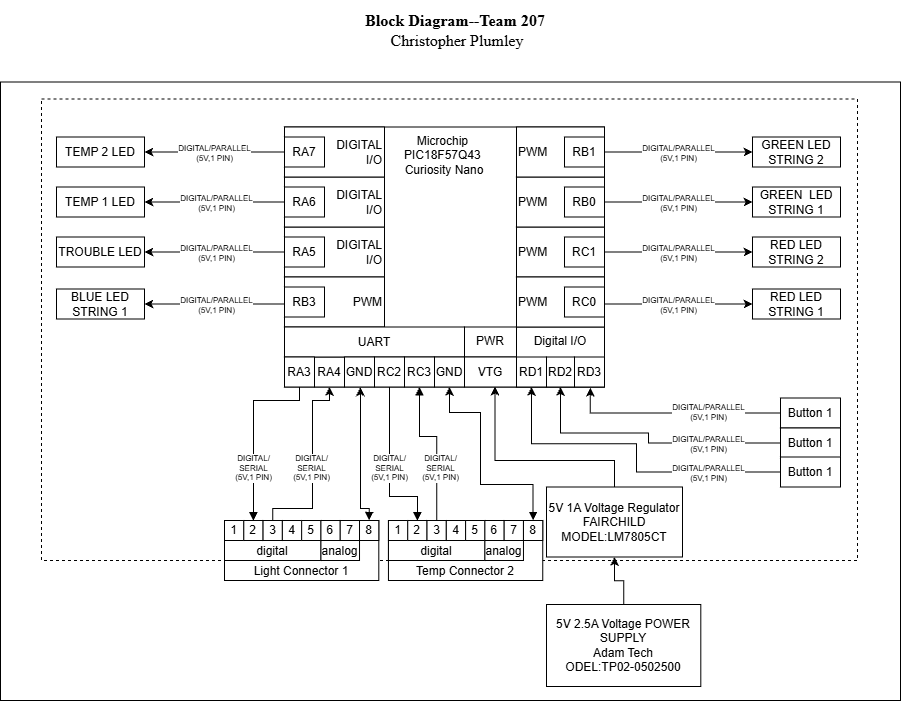 Block Diagram--Team 207
Christopher Plumley
Microchip
PIC18F57Q43
Curiosity Nano
TEMP 2 LED
DIGITAL/PARALLEL
(5V,1 PIN)
RA7
DIGITAL
I/O
PWM
RB1
DIGITAL/PARALLEL
(5V,1 PIN)
GREEN LED
STRING 2
TEMP 1 LED
DIGITAL/PARALLEL
(5V,1 PIN)
RA6
DIGITAL
I/O
PWM
RB0
DIGITAL/PARALLEL
(5V,1 PIN)
GREEN LED
STRING 1
TROUBLE LED
DIGITAL/PARALLEL
(5V,1 PIN)
RA5
DIGITAL
I/O
PWM
RC1
DIGITAL/PARALLEL
(5V,1 PIN)
RED LED
STRING 2
BLUE LED
STRING 1
DIGITAL/PARALLEL
(5V,1 PIN)
RB3
PWM
PWM
RC0
DIGITAL/PARALLEL
(5V,1 PIN)
RED LED
STRING 1
UART
PWR
Digital I/O
RA3 RA4 GND RC2 RC3 GND VTG RD1 RD2 RD3
DIGITAL/PARALLEL
(5V,1 PIN)
Button 1
DIGITAL/PARALLEL
(5V,1 PIN)
Button 1
DIGITAL/PARALLEL
(5V,1 PIN)
Button 1
DIGITAL/
SERIAL
(5V,1 PIN)
DIGITAL/
SERIAL
(5V,1 PIN)
DIGITAL/
SERIAL
(5V,1 PIN)
DIGITAL/
SERIAL
(5V,1 PIN)
1 2 3 4 5 6 7 8
digital analog
Light Connector 1
1 2 3 4 5 6 7 8
digital analog
Temp Connector 2
5V 1A Voltage Regulator
FAIRCHILD
MODEL:LM7805CT
5V 2.5A Voltage POWER
SUPPLY
Adam Tech
ODEL:TP02-0502500